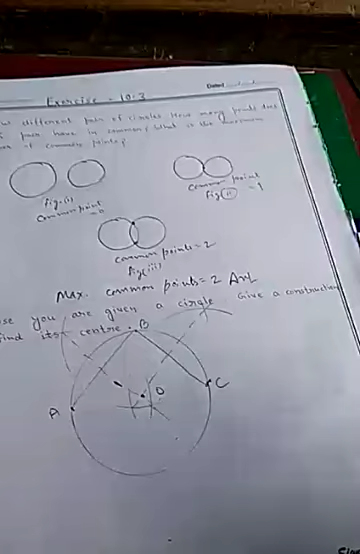 Exercise - 10.3
Date
different pair of circles. How many points does
pair have in common? What is the maximum
of common points?
fig.(i)
common point = 0
common point = 1
fig (ii)
common points = 2
fig (iii)
Max. common points = 2 Ans
you are given a circle. Give a construction
find its centre.
B
A
O
C